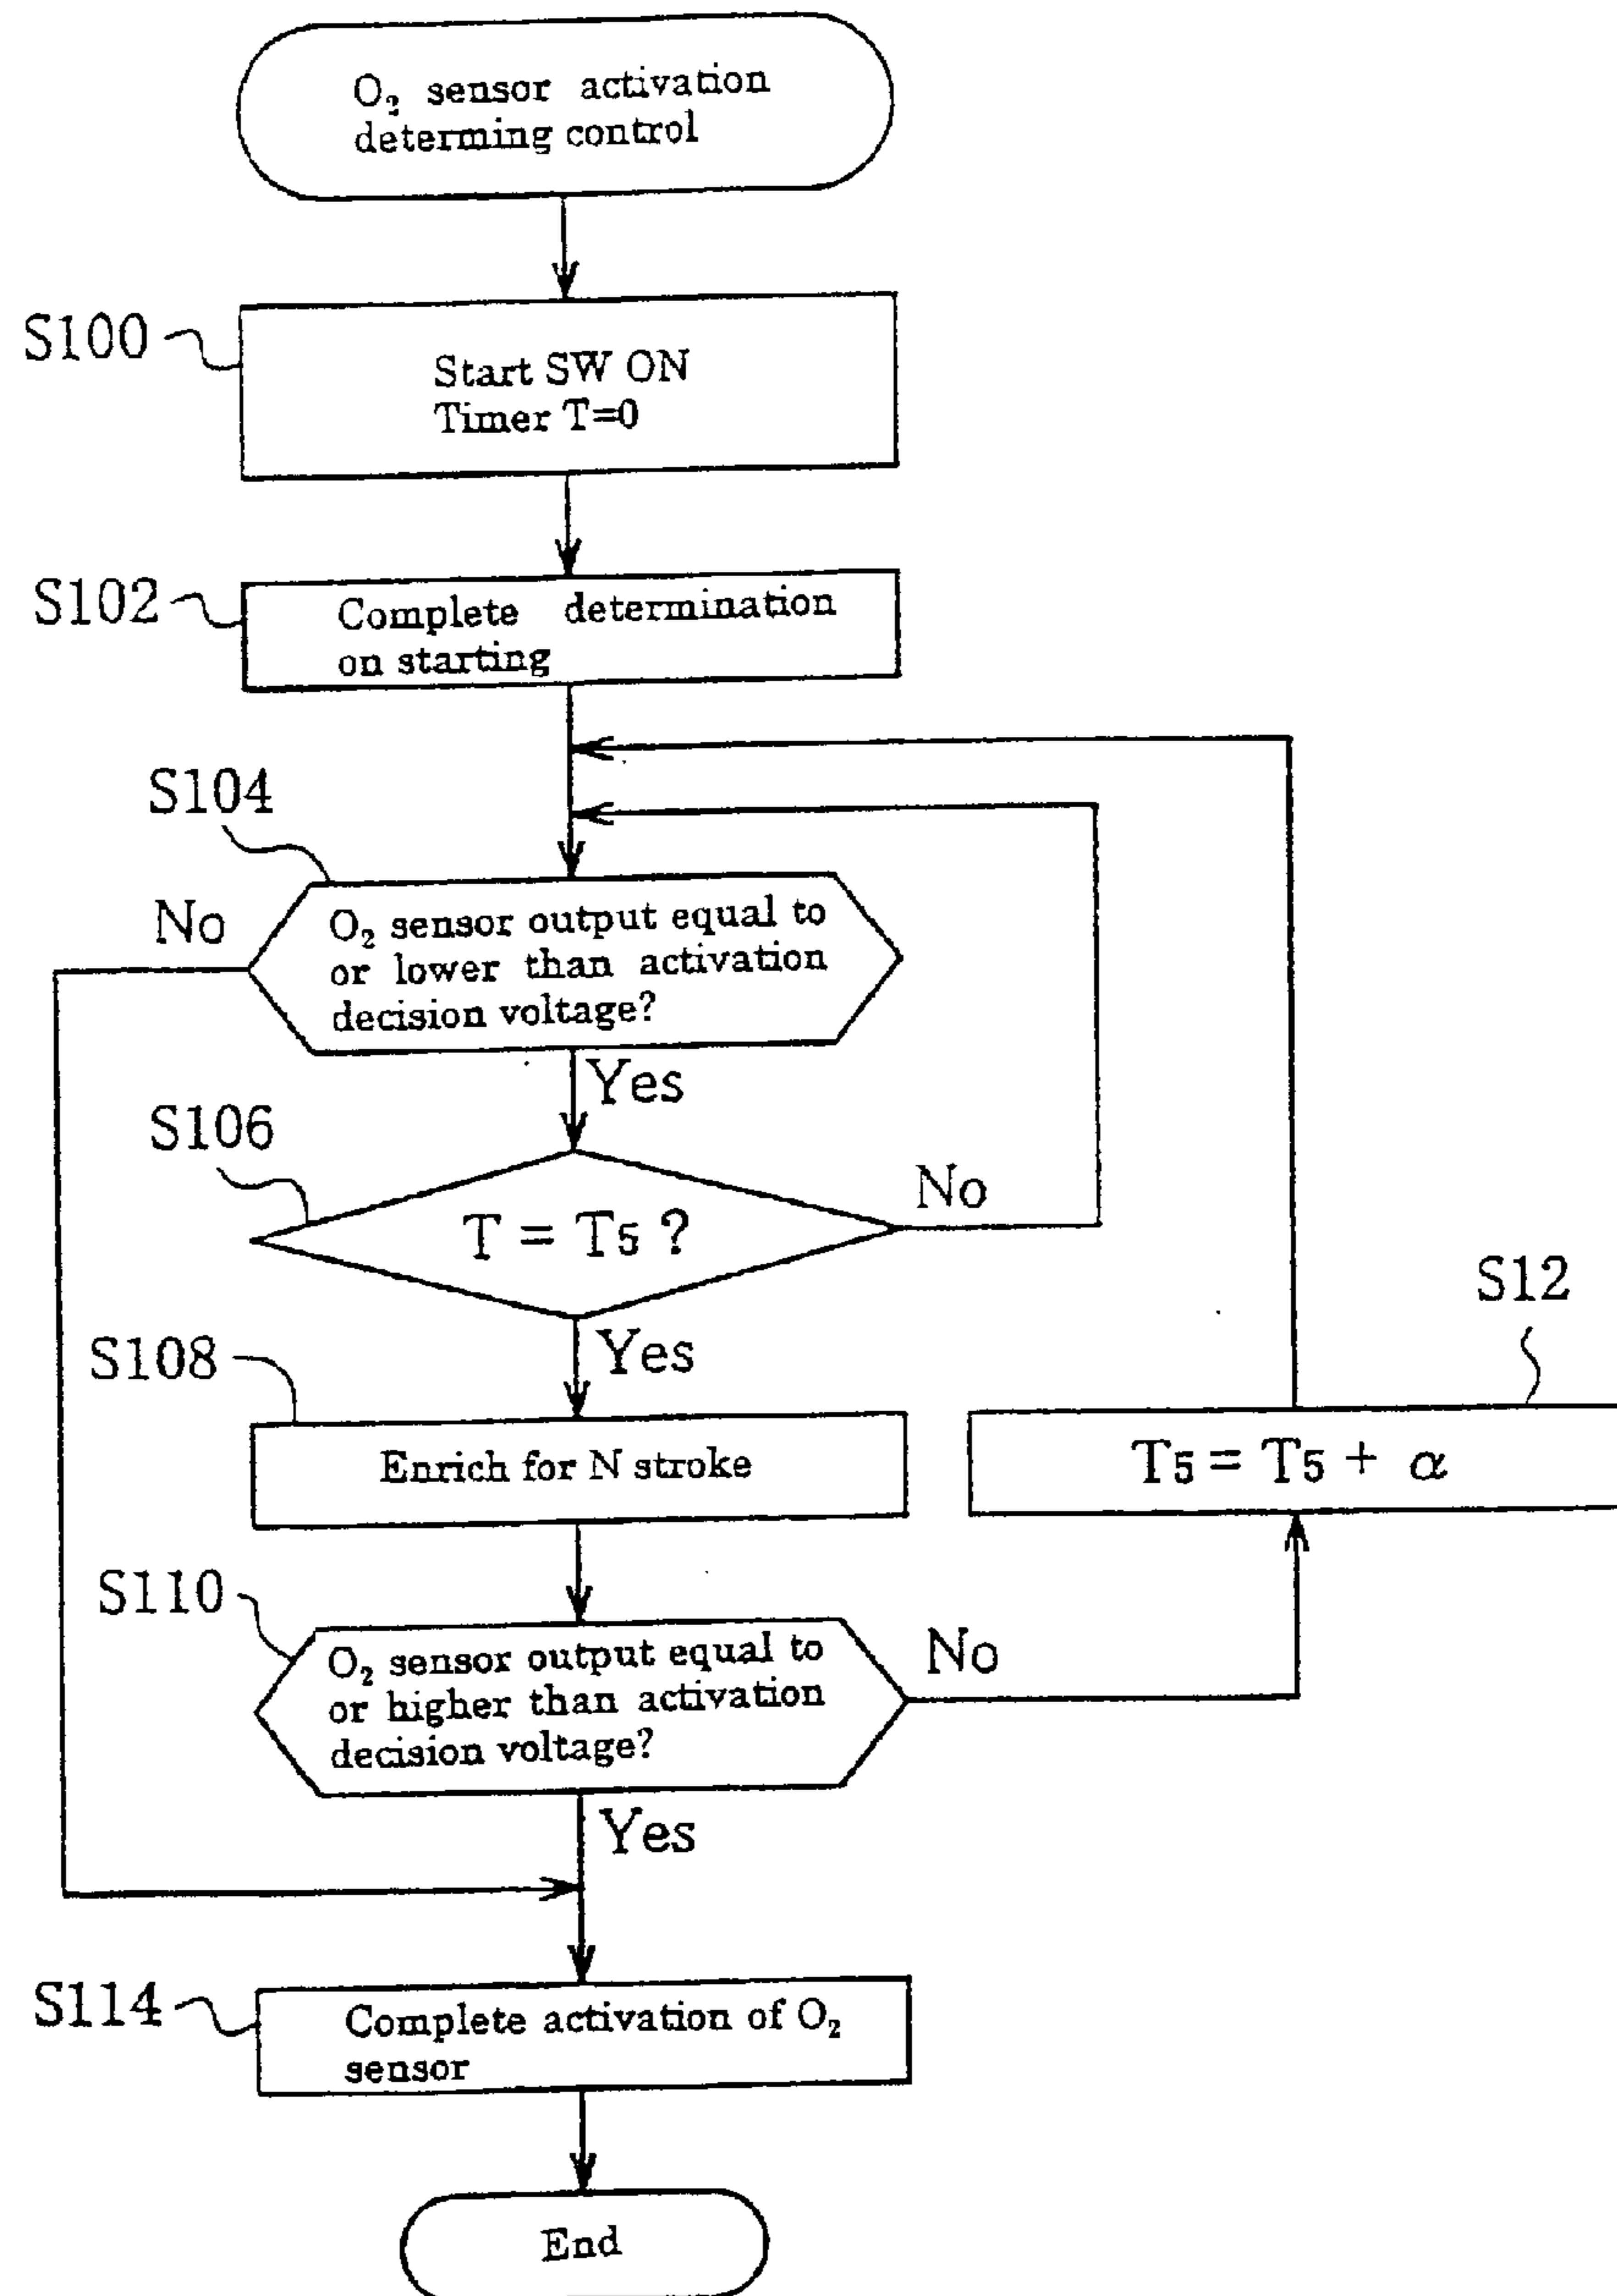 O₂ sensor activation
determing control
S100
Start SW ON
Timer T=0
S102
Complete determination
on starting
S104
No
O₂ sensor output equal to
or lower than activation
decision voltage?
Yes
S106
T = T5 ?
No
Yes
S12
S108
Enrich for N stroke
T5 = T5 + α
S110
O₂ sensor output equal to
or higher than activation
decision voltage?
No
Yes
S114
Complete activation of O₂
sensor
End